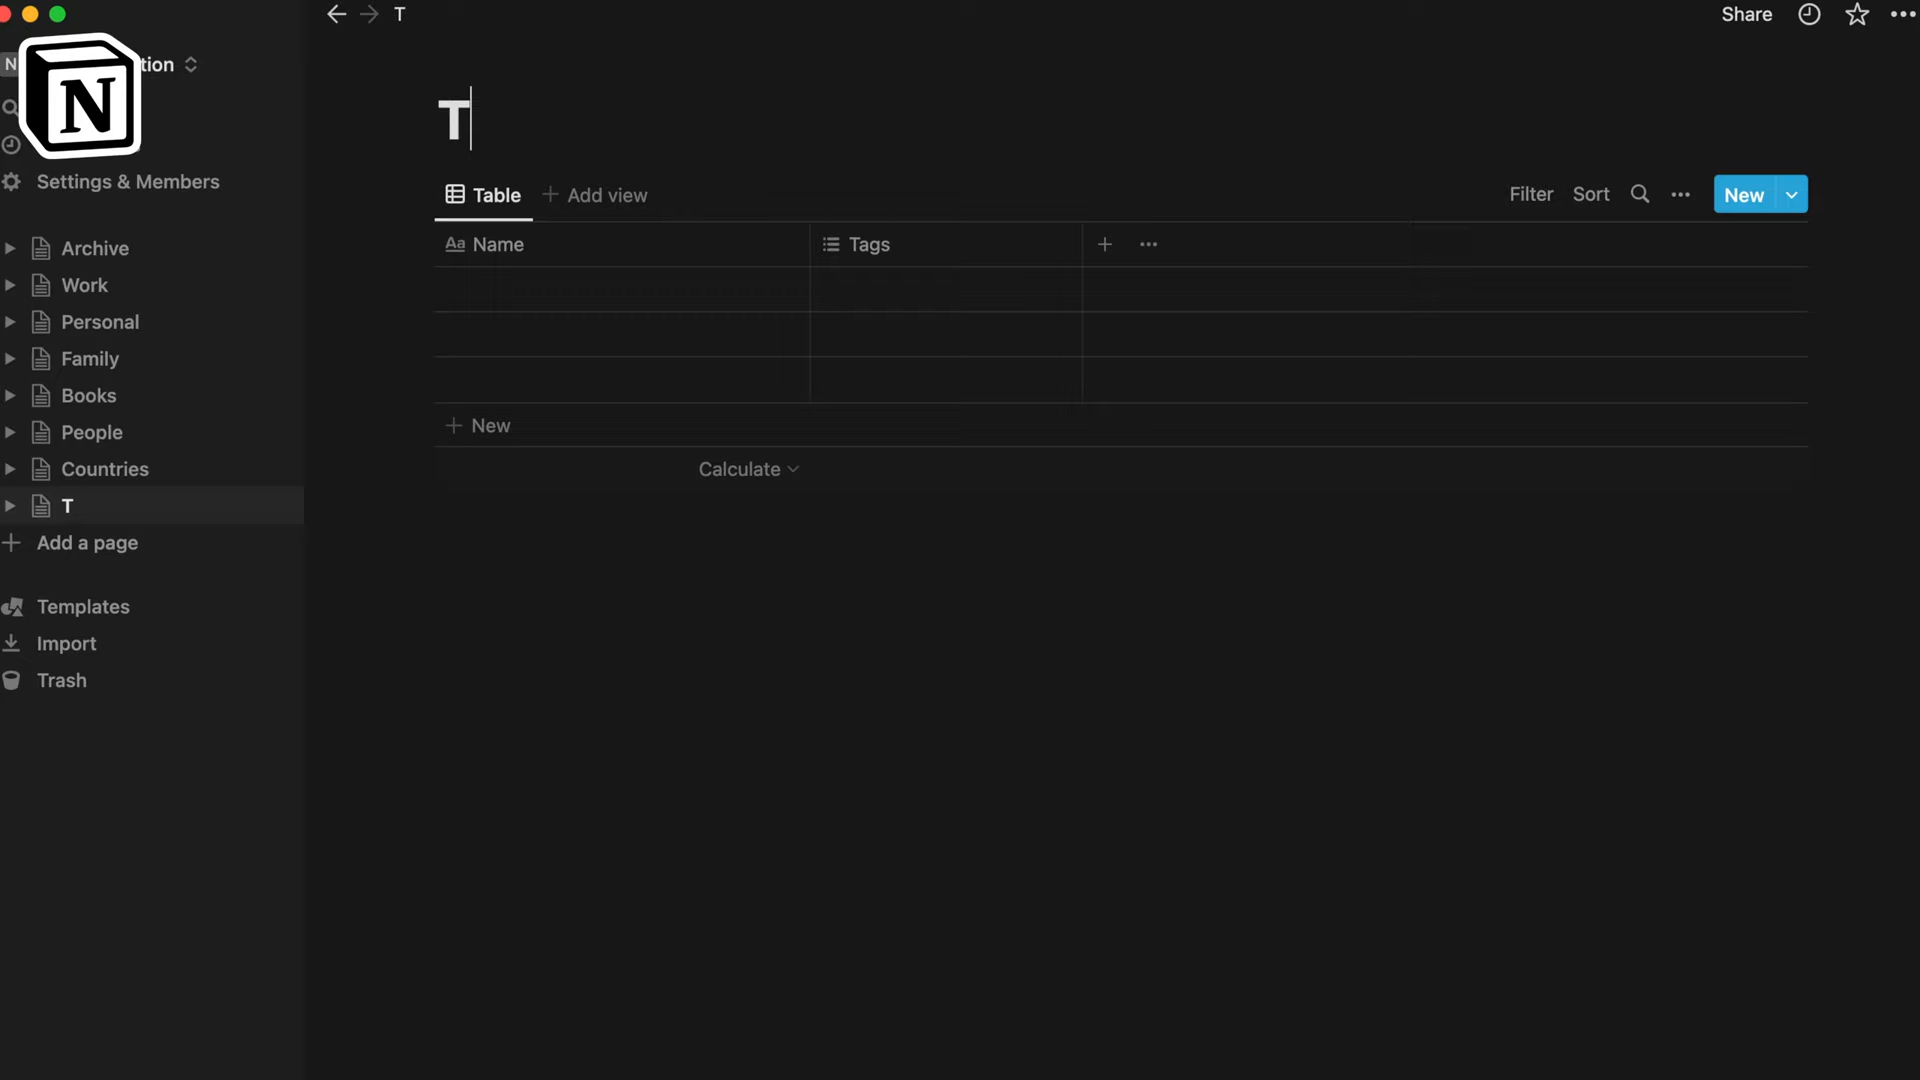 T
Share
N
tion
N
Settings & Members
Archive
Work
Personal
Family
Books
People
Countries
T
Add a page
Templates
Import
Trash
T
Table
Add view
Filter
Sort
New
Aa Name
Tags
New
Calculate